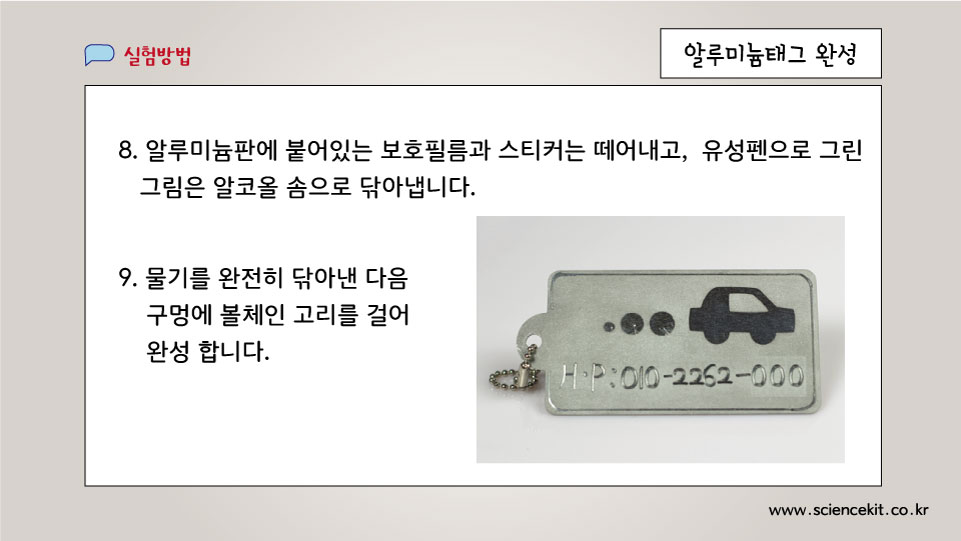 실험방법
알루미늄태그 완성
8. 알루미늄판에 붙어있는 보호필름과 스티커는 떼어내고, 유성펜으로 그린
그림은 알코올 솜으로 닦아냅니다.
9. 물기를 완전히 닦아낸 다음
구멍에 볼체인 고리를 걸어
완성 합니다.
H·P:010-2262-000
www.sciencekit.co.kr